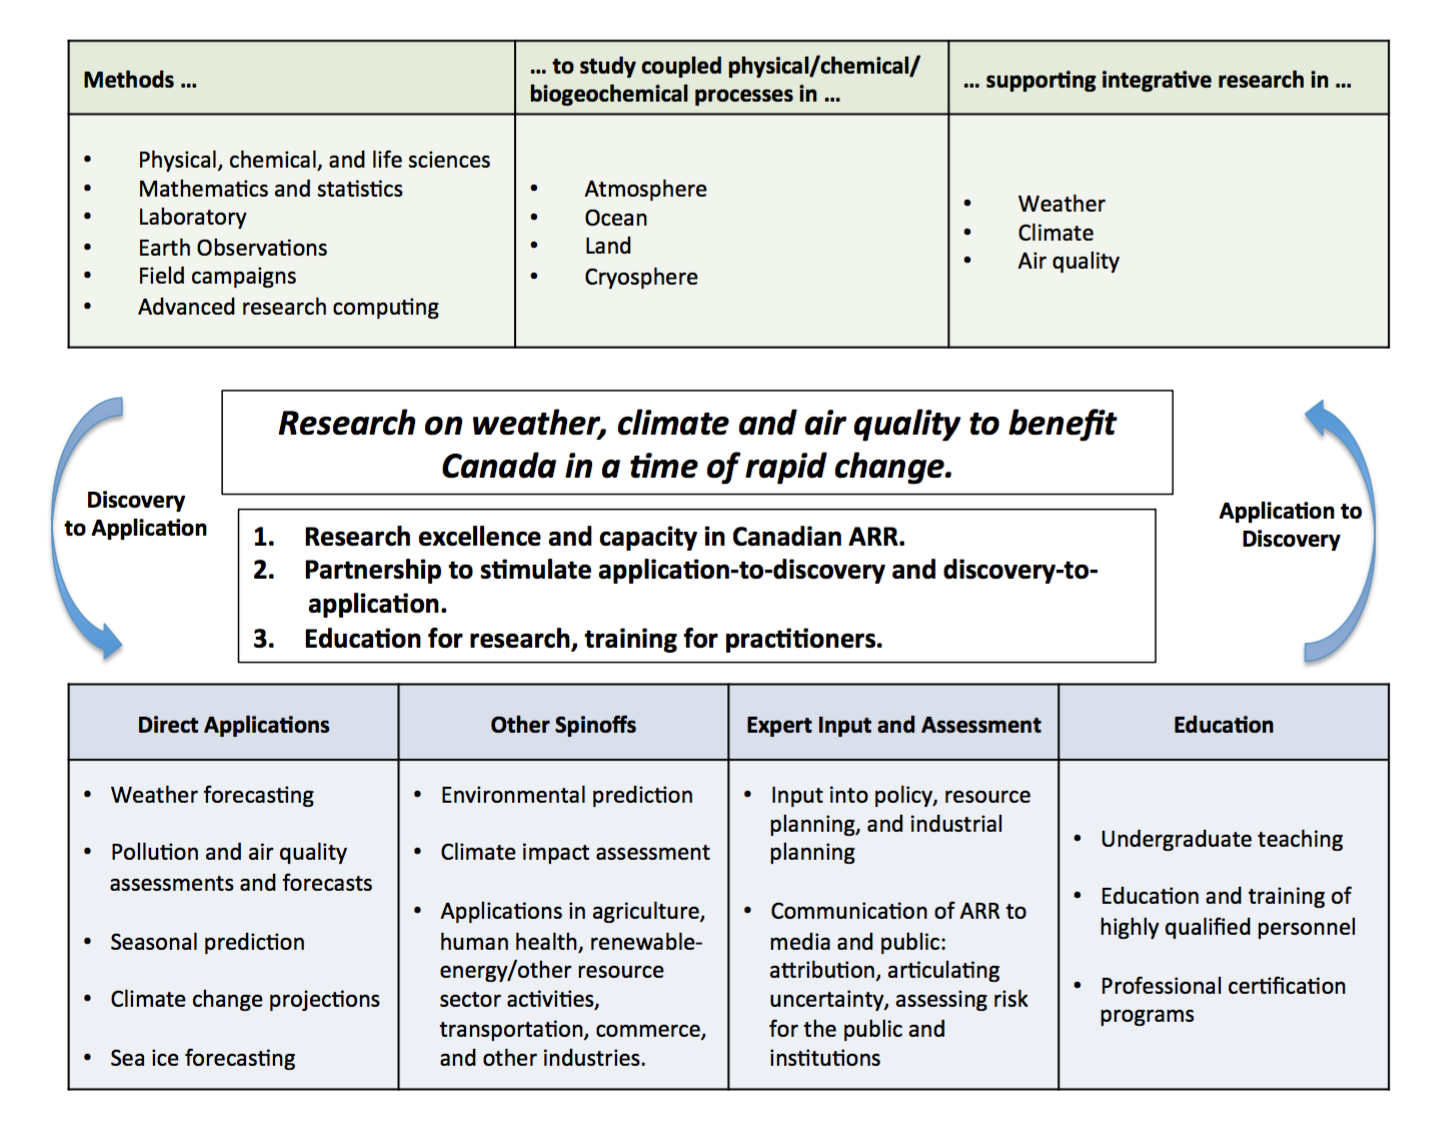 Methods ...
... to study coupled physical/chemical/
biogeochemical processes in ...
... supporting integrative research in ...
• Physical, chemical, and life sciences
• Mathematics and statistics
• Laboratory
• Earth Observations
• Field campaigns
• Advanced research computing
• Atmosphere
• Ocean
• Land
• Cryosphere
• Weather
• Climate
• Air quality
Research on weather, climate and air quality to benefit
Canada in a time of rapid change.
Discovery
to Application
1. Research excellence and capacity in Canadian ARR.
2. Partnership to stimulate application-to-discovery and discovery-to-
application.
3. Education for research, training for practitioners.
Application to
Discovery
Direct Applications
• Weather forecasting
• Pollution and air quality
assessments and forecasts
• Seasonal prediction
• Climate change projections
• Sea ice forecasting
Other Spinoffs
• Environmental prediction
• Climate impact assessment
• Applications in agriculture,
human health, renewable-
energy/other resource
sector activities,
transportation, commerce,
and other industries.
Expert Input and Assessment
• Input into policy, resource
planning, and industrial
planning
• Communication of ARR to
media and public:
attribution, articulating
uncertainty, assessing risk
for the public and
institutions
Education
• Undergraduate teaching
• Education and training of
highly qualified personnel
• Professional certification
programs